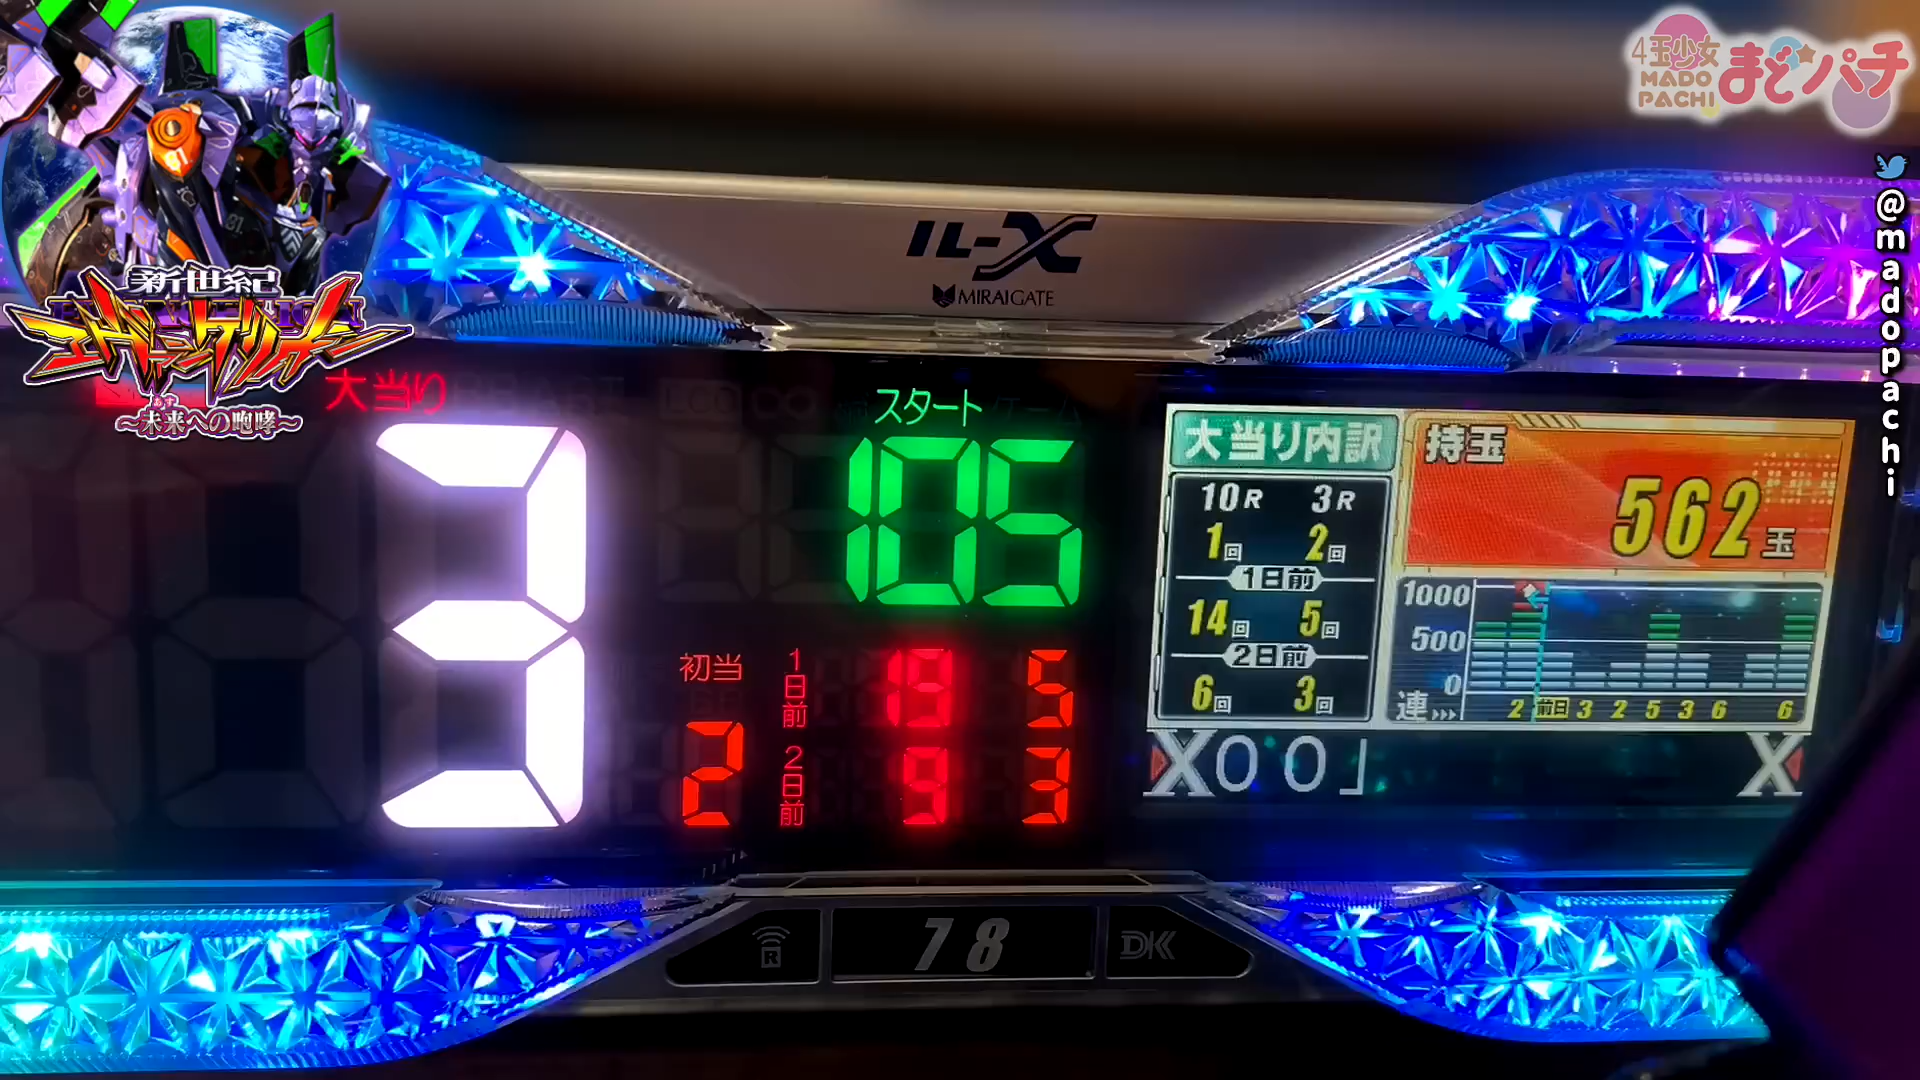 4玉少女
MADO
PACHI
まど☆パチ
@madopachi
新世紀
エヴァンゲリオン
～未来への咆哮～
あす
IL-X
MIRAIGATE
大当り
3
スタート
105
初当
2
1日前
19
5
2日前
9
3
大当り内訳
10R 3R
1回 2回
1日前
14回 5回
2日前
6回 3回
持玉
562玉
1000
500
0
連
2 前日 3 2 5 3 6 6
R
78
DK